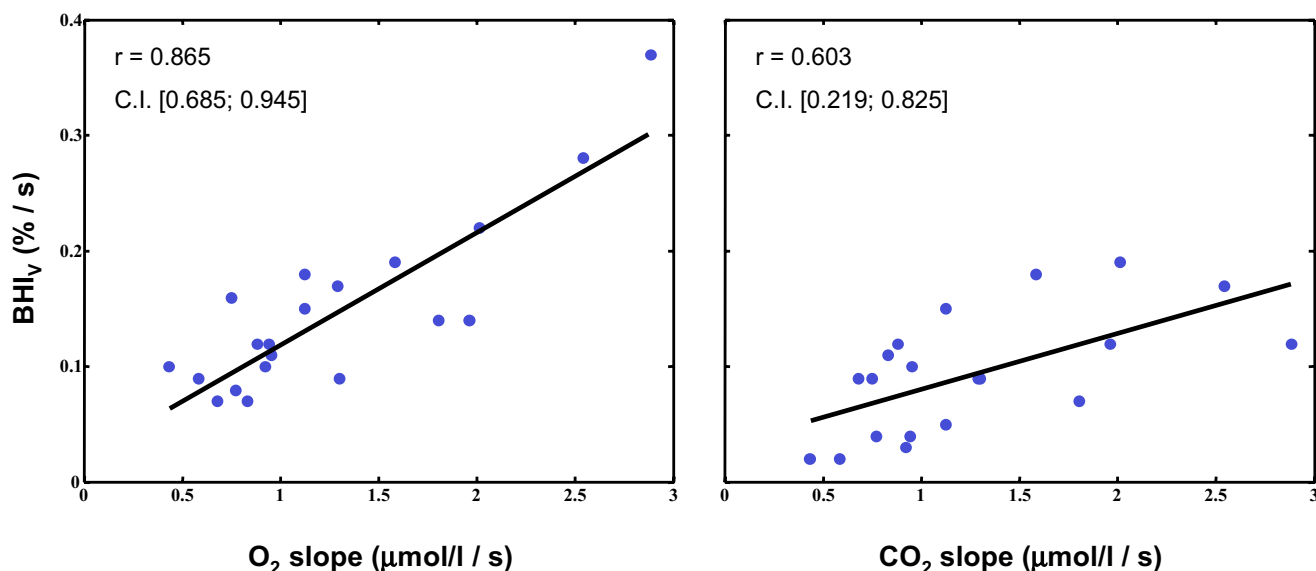 r = 0.865
C.I. [0.685; 0.945]
r = 0.603
C.I. [0.219; 0.825]
BHIV (% / s)
0.4
0.3
0.2
0.1
0
0 0.5 1 1.5 2 2.5 3
0 0.5 1 1.5 2 2.5 3
O2 slope (μmol/l / s)
CO2 slope (μmol/l / s)